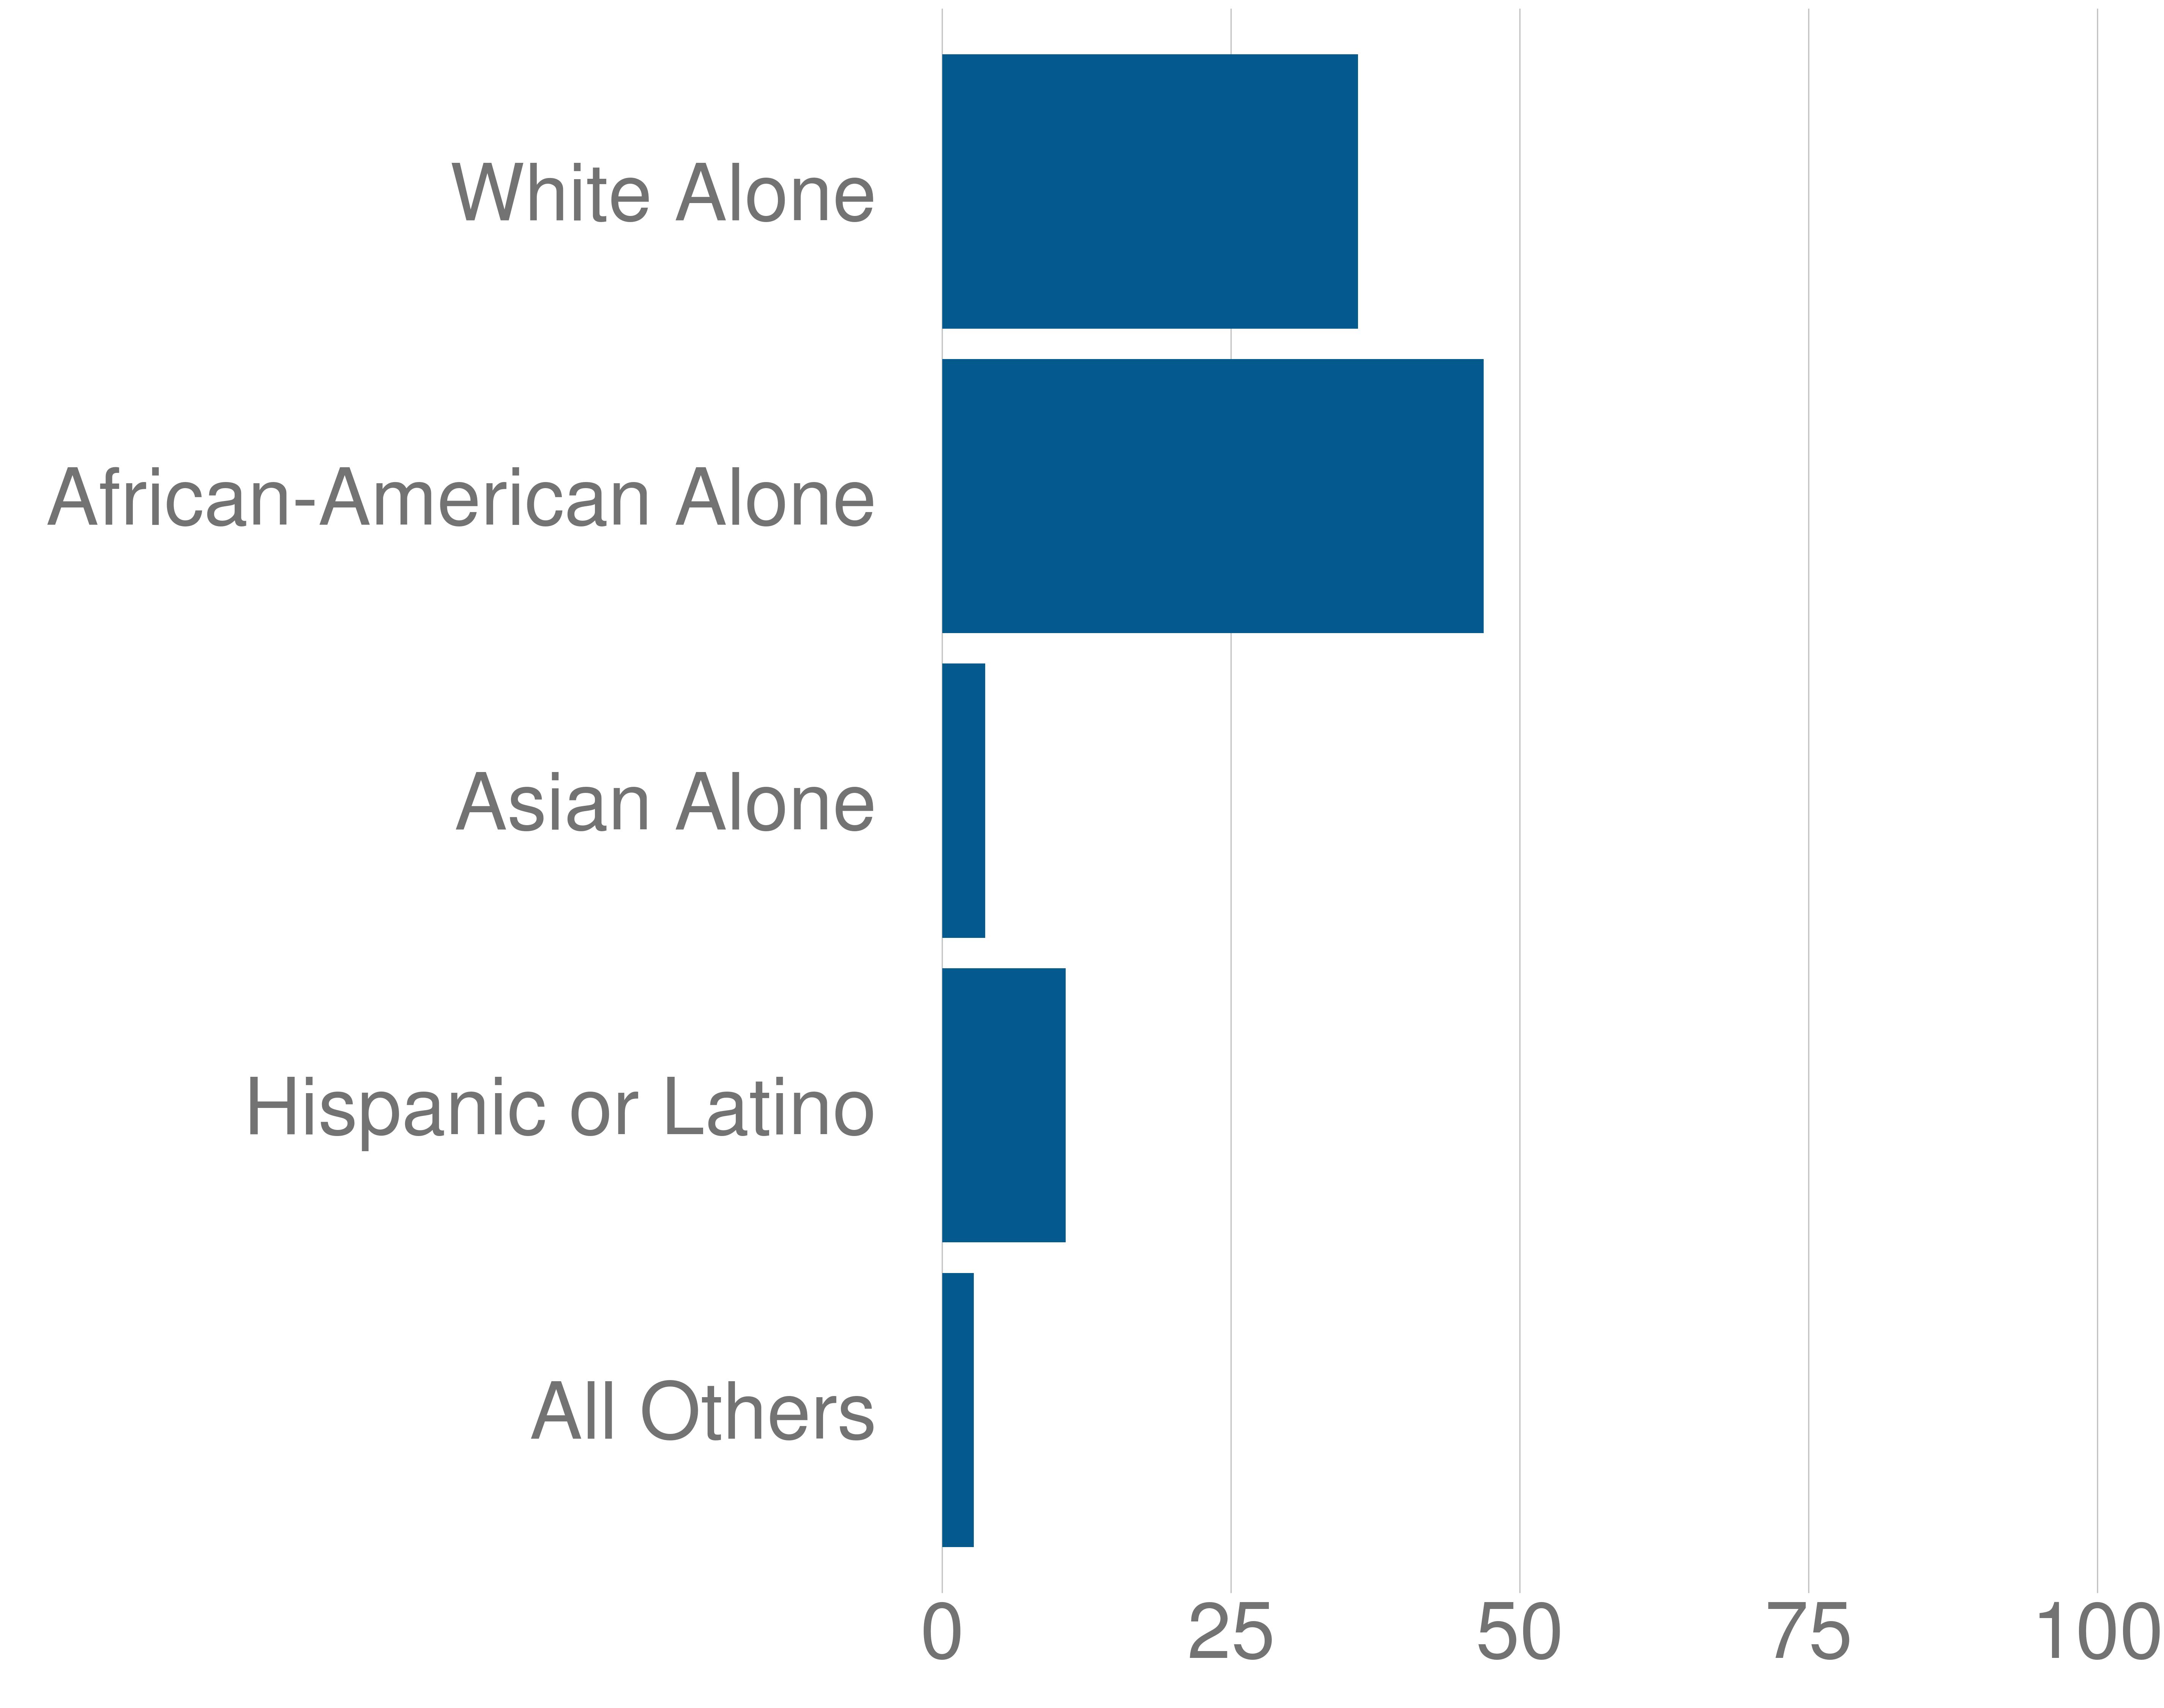 White Alone
African-American Alone
Asian Alone
Hispanic or Latino
All Others
0 25 50 75 100